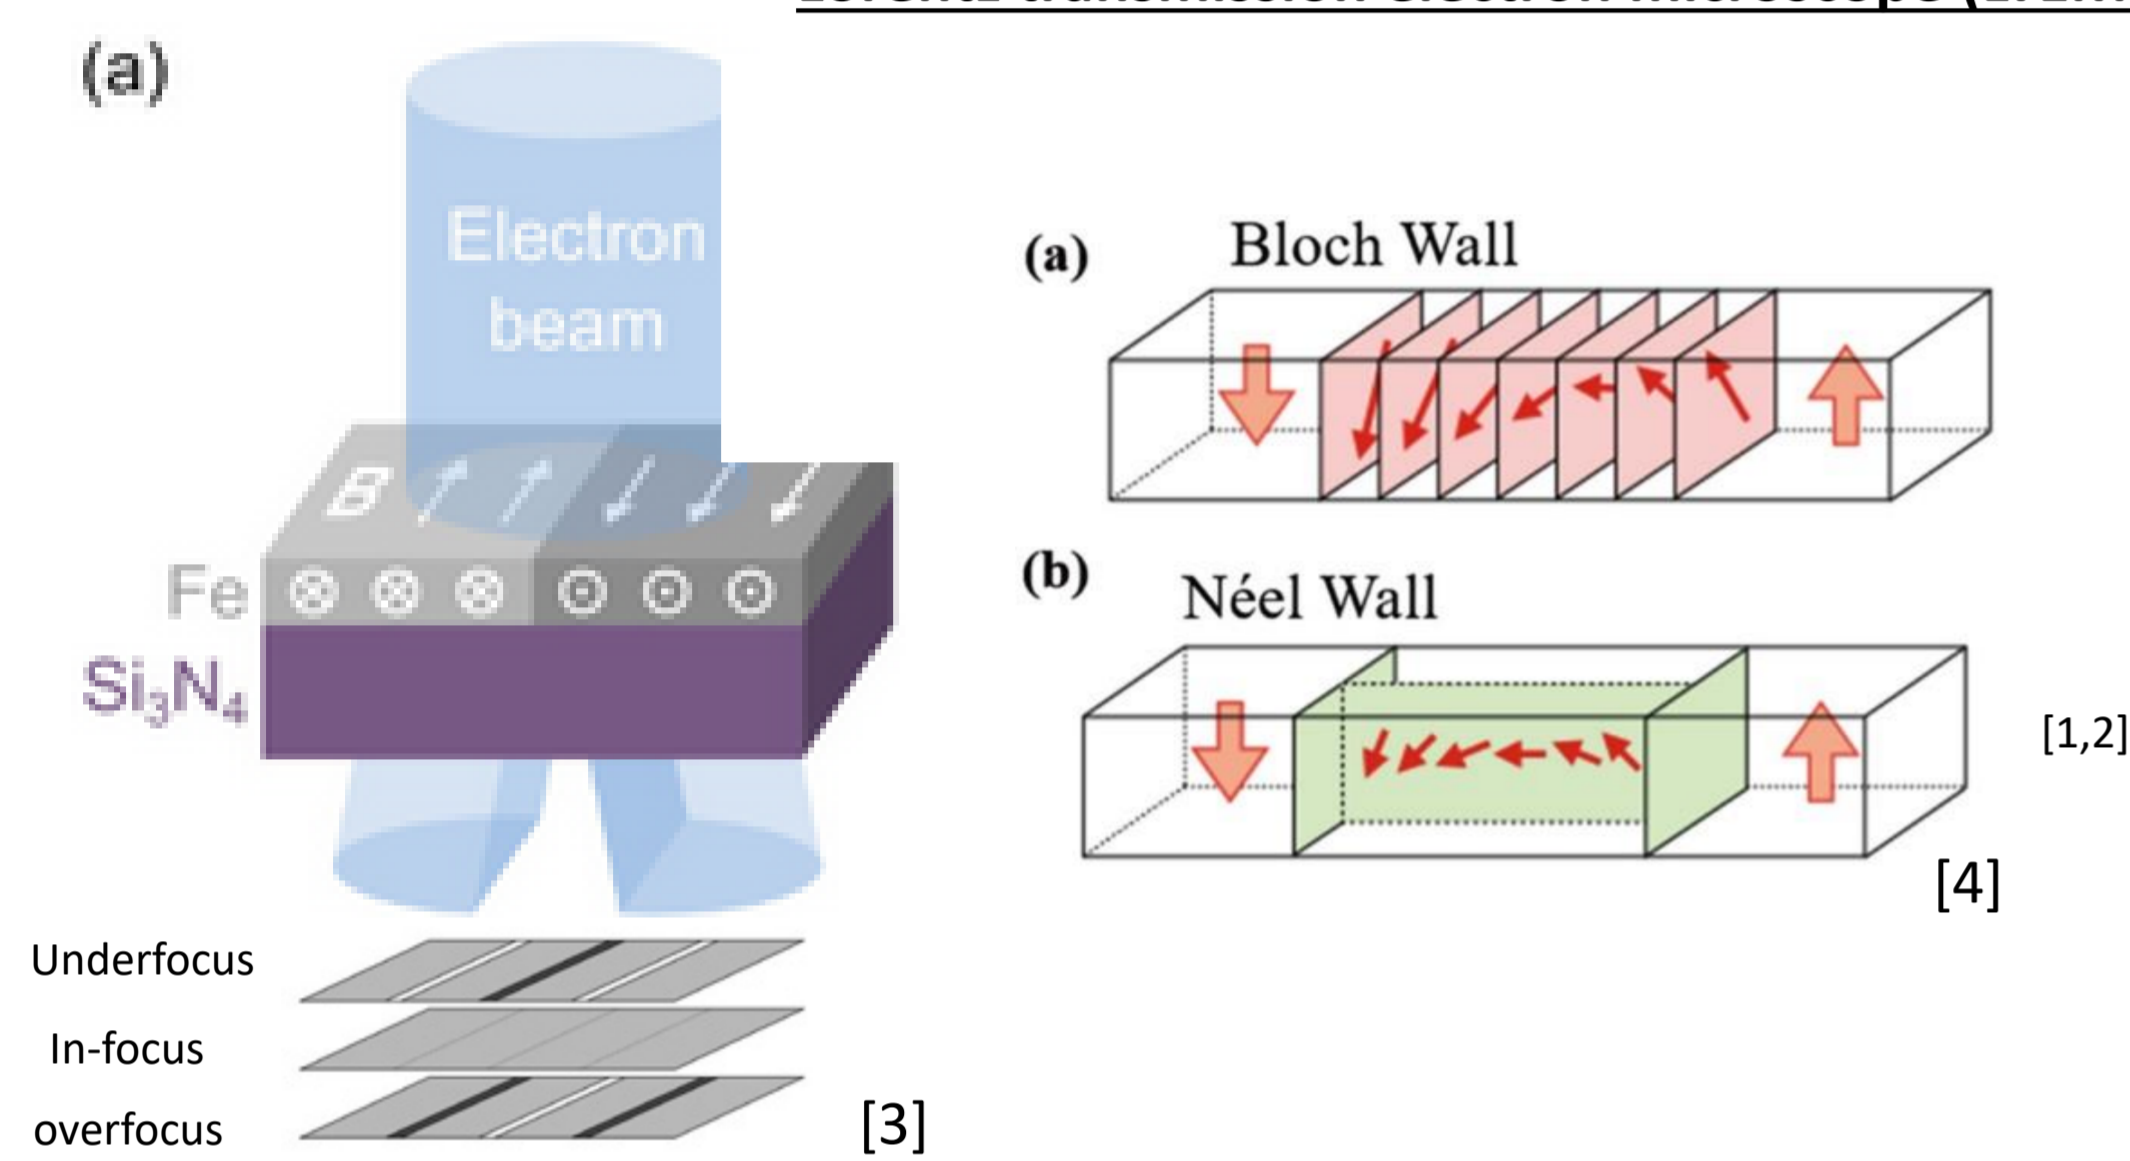 (a)
Electron
beam
B
Fe
Si₃N₄
Underfocus
In-focus
overfocus
[3]
(a)
Bloch Wall
(b)
Néel Wall
[1,2]
[4]